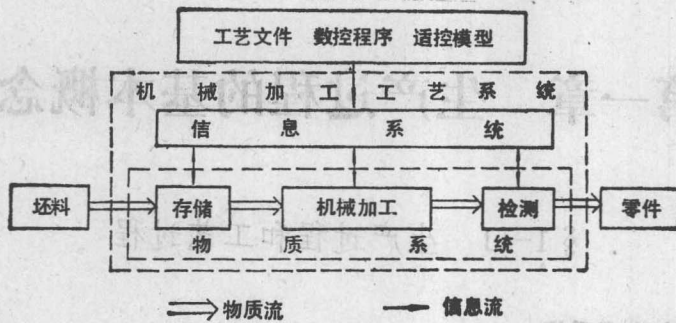 工艺文件 数控程序 适控模型
机械加工工艺系统
信息系统
坯料 存储 机械加工 检测 零件
物质系统
物质流 信息流